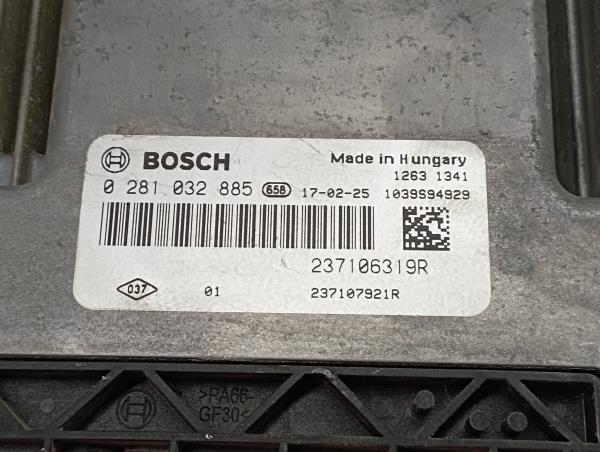 BOSCH Made in Hungary
1263 1341
0 281 032 885 658 17-02-25 1039S94929
237106319R
037 01 237107921R
>PA66-
GF30<